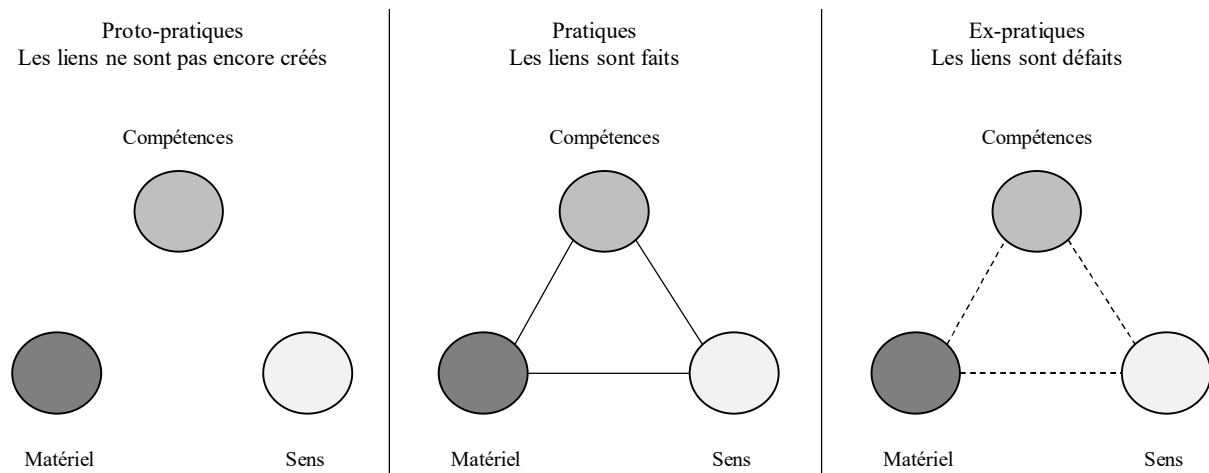 Proto-pratiques
Les liens ne sont pas encore créés
Compétences
Matériel
Sens
Pratiques
Les liens sont faits
Compétences
Matériel
Sens
Ex-pratiques
Les liens sont défaits
Compétences
Matériel
Sens